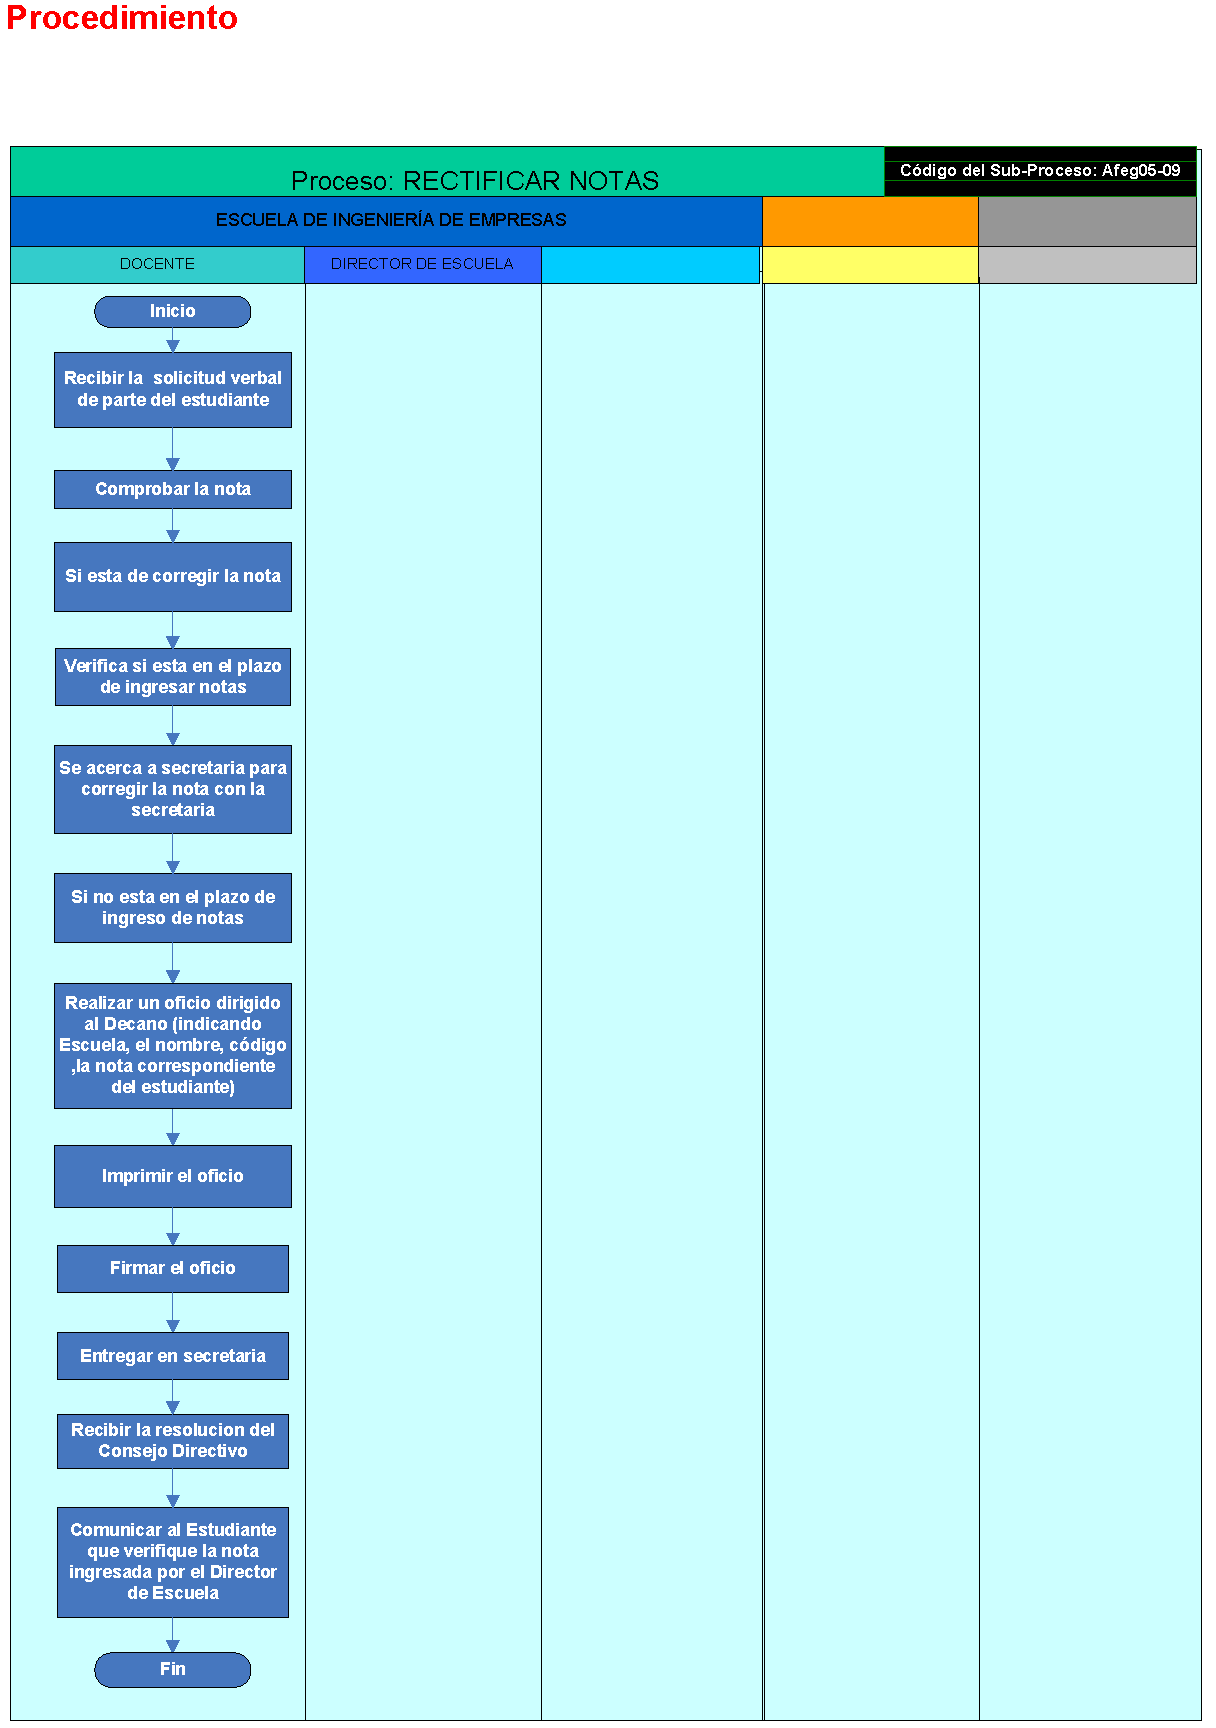 Procedimiento
Proceso: RECTIFICAR NOTAS
Código del Sub-Proceso: Afeg05-09
ESCUELA DE INGENIERÍA DE EMPRESAS
DOCENTE
DIRECTOR DE ESCUELA
Inicio
Recibir la solicitud verbal
de parte del estudiante
Comprobar la nota
Si esta de corregir la nota
Verifica si esta en el plazo
de ingresar notas
Se acerca a secretaria para
corregir la nota con la
secretaria
Si no esta en el plazo de
ingreso de notas
Realizar un oficio dirigido
al Decano (indicando
Escuela, el nombre, código
,la nota correspondiente
del estudiante)
Imprimir el oficio
Firmar el oficio
Entregar en secretaria
Recibir la resolucion del
Consejo Directivo
Comunicar al Estudiante
que verifique la nota
ingresada por el Director
de Escuela
Fin